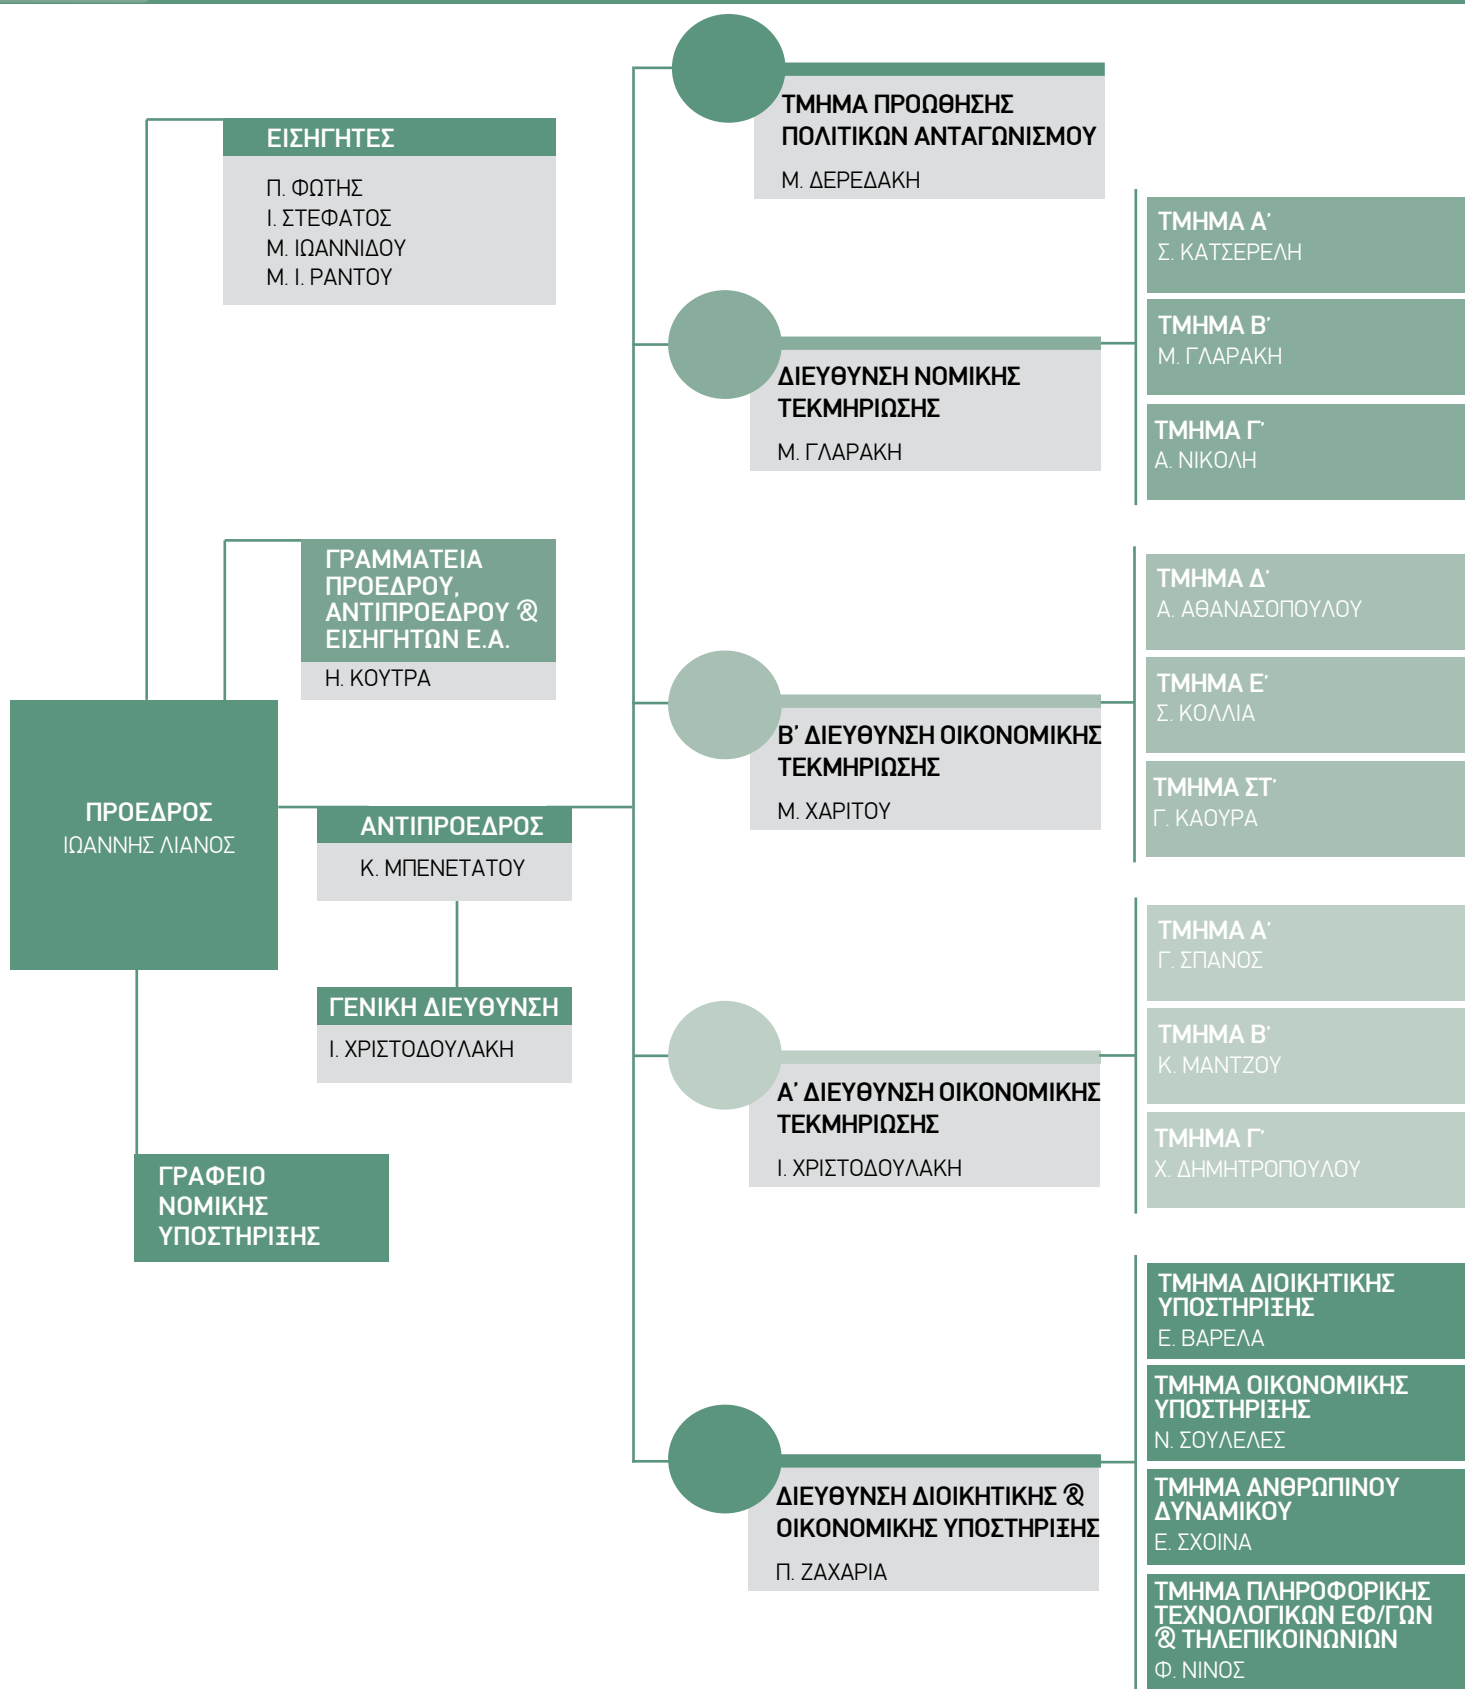 ΕΙΣΗΓΗΤΕΣ
Π. ΦΩΤΗΣ
Ι. ΣΤΕΦΑΤΟΣ
Μ. ΙΩΑΝΝΙΔΟΥ
Μ. Ι. ΡΑΝΤΟΥ
ΓΡΑΜΜΑΤΕΙΑ
ΠΡΟΕΔΡΟΥ,
ΑΝΤΙΠΡΟΕΔΡΟΥ &
ΕΙΣΗΓΗΤΩΝ Ε.Α.
Η. ΚΟΥΤΡΑ
ΠΡΟΕΔΡΟΣ
ΙΩΑΝΝΗΣ ΛΙΑΝΟΣ
ΑΝΤΙΠΡΟΕΔΡΟΣ
Κ. ΜΠΕΝΕΤΑΤΟΥ
ΓΕΝΙΚΗ ΔΙΕΥΘΥΝΣΗ
Ι. ΧΡΙΣΤΟΔΟΥΛΑΚΗ
ΓΡΑΦΕΙΟ
ΝΟΜΙΚΗΣ
ΥΠΟΣΤΗΡΙΞΗΣ
ΤΜΗΜΑ ΠΡΟΩΘΗΣΗΣ
ΠΟΛΙΤΙΚΩΝ ΑΝΤΑΓΩΝΙΣΜΟΥ
Μ. ΔΕΡΕΔΑΚΗ
ΔΙΕΥΘΥΝΣΗ ΝΟΜΙΚΗΣ
ΤΕΚΜΗΡΙΩΣΗΣ
Μ. ΓΛΑΡΑΚΗ
ΤΜΗΜΑ Α'
Σ. ΚΑΤΣΕΡΕΛΗ
ΤΜΗΜΑ Β'
Μ. ΓΛΑΡΑΚΗ
ΤΜΗΜΑ Γ'
Α. ΝΙΚΟΛΗ
Β' ΔΙΕΥΘΥΝΣΗ ΟΙΚΟΝΟΜΙΚΗΣ
ΤΕΚΜΗΡΙΩΣΗΣ
Μ. ΧΑΡΙΤΟΥ
ΤΜΗΜΑ Δ'
Α. ΑΘΑΝΑΣΟΠΟΥΛΟΥ
ΤΜΗΜΑ Ε'
Σ. ΚΟΛΛΙΑ
ΤΜΗΜΑ ΣΤ'
Γ. ΚΑΟΥΡΑ
Α' ΔΙΕΥΘΥΝΣΗ ΟΙΚΟΝΟΜΙΚΗΣ
ΤΕΚΜΗΡΙΩΣΗΣ
Ι. ΧΡΙΣΤΟΔΟΥΛΑΚΗ
ΤΜΗΜΑ Α'
Γ. ΣΠΑΝΟΣ
ΤΜΗΜΑ Β'
Κ. ΜΑΝΤΖΟΥ
ΤΜΗΜΑ Γ'
Χ. ΔΗΜΗΤΡΟΠΟΥΛΟΥ
ΔΙΕΥΘΥΝΣΗ ΔΙΟΙΚΗΤΙΚΗΣ &
ΟΙΚΟΝΟΜΙΚΗΣ ΥΠΟΣΤΗΡΙΞΗΣ
Π. ΖΑΧΑΡΙΑ
ΤΜΗΜΑ ΔΙΟΙΚΗΤΙΚΗΣ
ΥΠΟΣΤΗΡΙΞΗΣ
Ε. ΒΑΡΕΛΑ
ΤΜΗΜΑ ΟΙΚΟΝΟΜΙΚΗΣ
ΥΠΟΣΤΗΡΙΞΗΣ
Ν. ΣΟΥΛΕΛΕΣ
ΤΜΗΜΑ ΑΝΘΡΩΠΙΝΟΥ
ΔΥΝΑΜΙΚΟΥ
Ε. ΣΧΟΙΝΑ
ΤΜΗΜΑ ΠΛΗΡΟΦΟΡΙΚΗΣ
ΤΕΧΝΟΛΟΓΙΚΩΝ ΕΦ/ΓΩΝ
& ΤΗΛΕΠΙΚΟΙΝΩΝΙΩΝ
Φ. ΝΙΝΟΣ